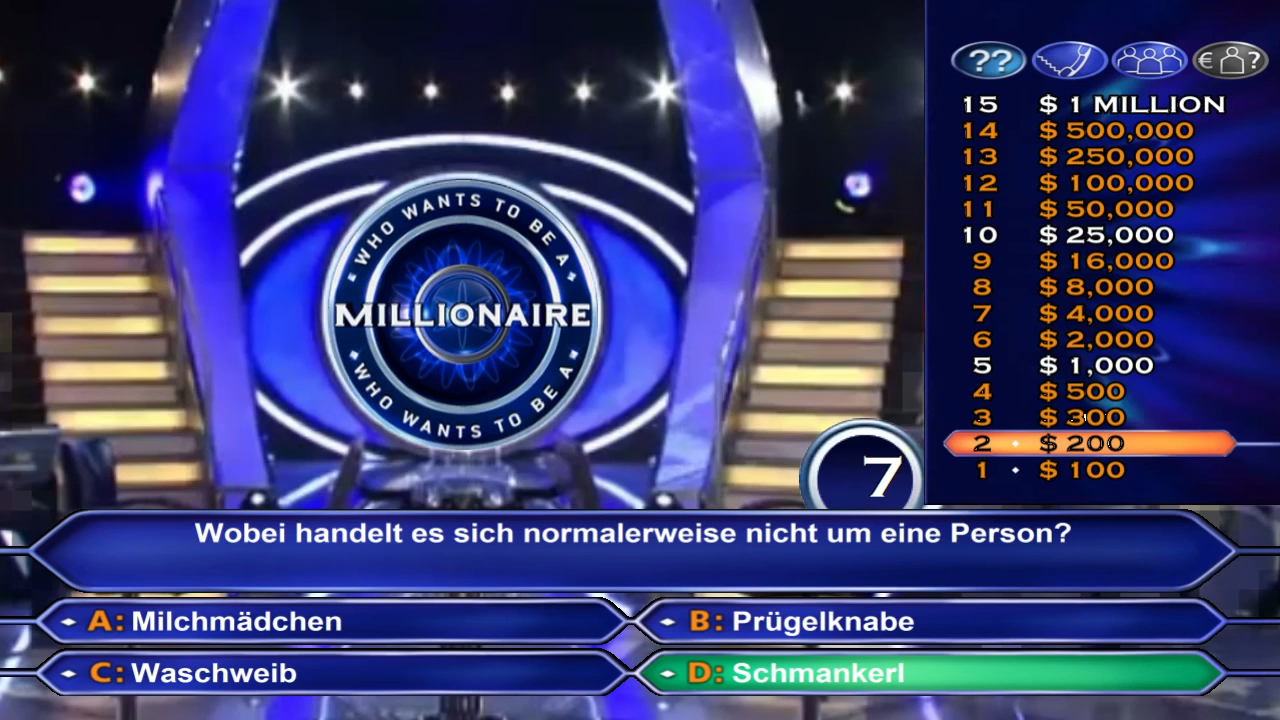 WHO WANTS TO BE A
MILLIONAIRE
WHO WANTS TO BE A
?? € ?
15 $ 1 MILLION
14 $ 500,000
13 $ 250,000
12 $ 100,000
11 $ 50,000
10 $ 25,000
9 $ 16,000
8 $ 8,000
7 $ 4,000
6 $ 2,000
5 $ 1,000
4 $ 500
3 $ 300
2 $ 200
1 $ 100
7
Wobei handelt es sich normalerweise nicht um eine Person?
A: Milchmädchen
B: Prügelknabe
C: Waschweib
D: Schmankerl